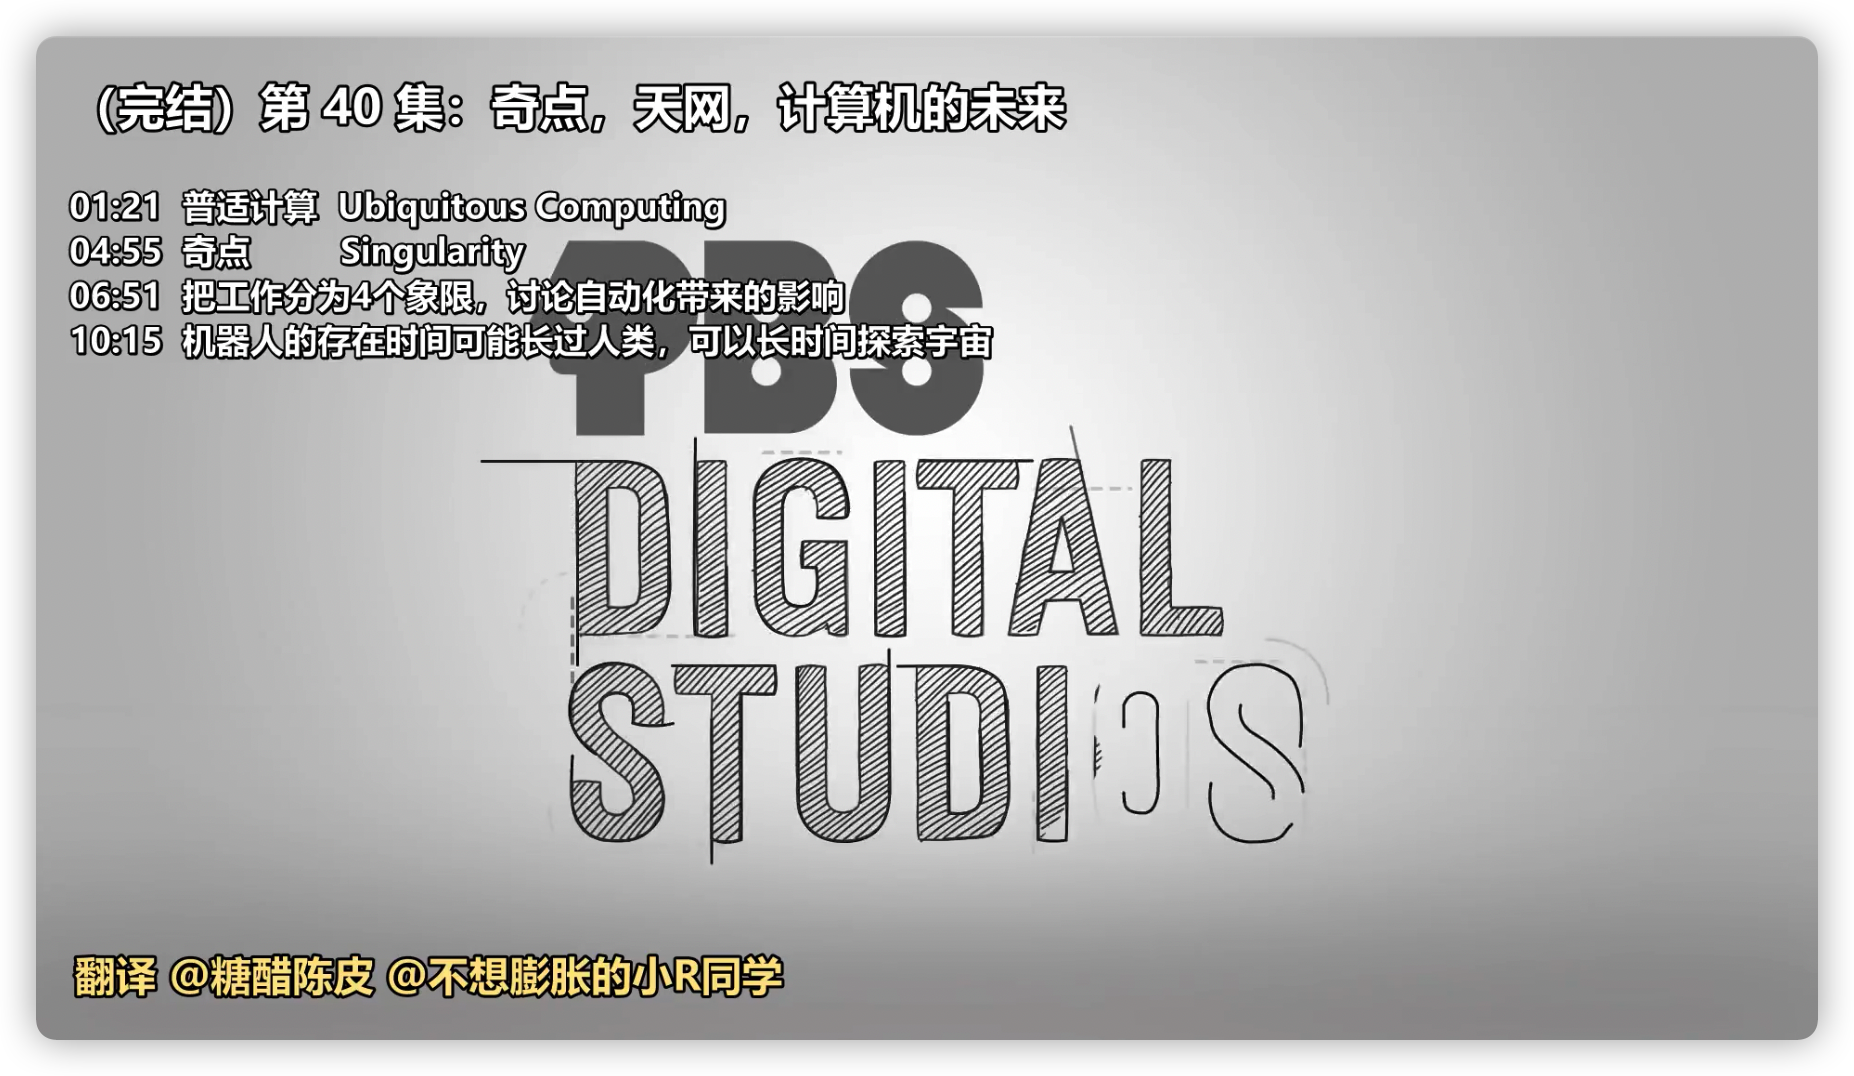 （完结）第 40 集：奇点，天网，计算机的未来
01:21 普适计算 Ubiquitous Computing
04:55 奇点 Singularity
06:51 把工作分为4个象限，讨论自动化带来的影响
10:15 机器人的存在时间可能长过人类，可以长时间探索宇宙
PBS
DIGITAL
STUDIOS
翻译 @糖醋陈皮 @不想膨胀的小R同学